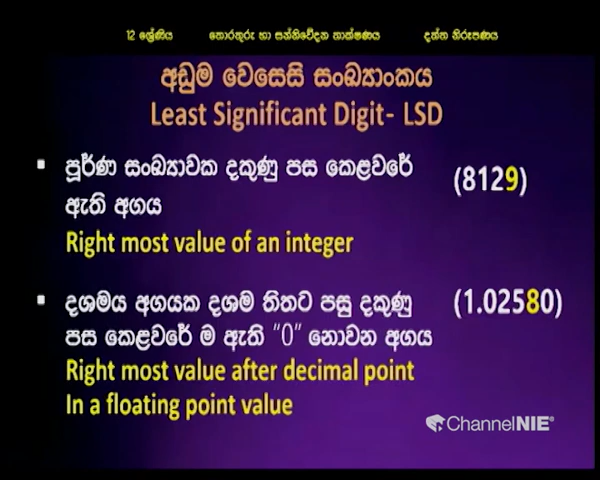 12 ශ්‍රේණිය තොරතුරු හා සන්නිවේදන තාක්ෂණය දත්ත නිරූපණය
අඩුම වෙසෙසි සංඛ්‍යාංකය
Least Significant Digit- LSD
▪ පූර්ණ සංඛ්‍යාවක දකුණු පස කෙළවරේ (8129)
ඇති අගය
Right most value of an integer
▪ දශමය අගයක දශම තිතට පසු දකුණු (1.02580)
පස කෙළවරේ ම ඇති "0" නොවන අගය
Right most value after decimal point
In a floating point value
ChannelNIE®